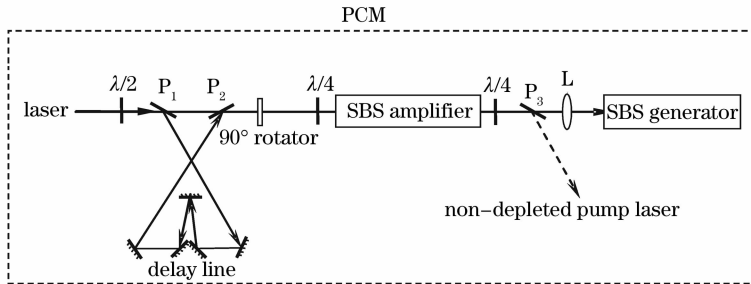 PCM
laser
λ/2
P1
P2
90° rotator
λ/4
SBS amplifier
λ/4
P3
L
SBS generator
non-depleted pump laser
delay line